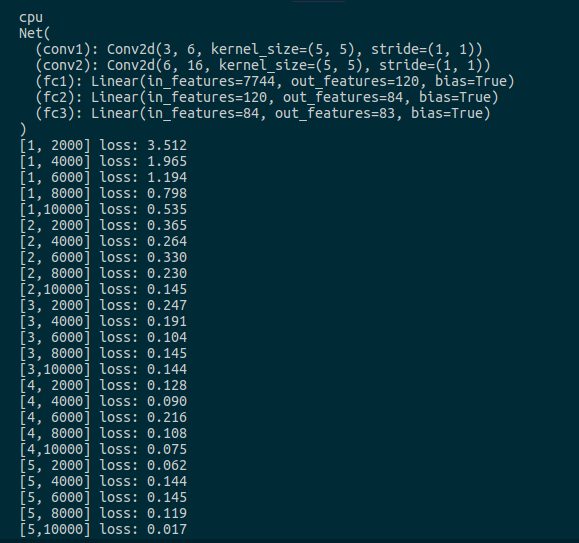 cpu
Net(
  (conv1): Conv2d(3, 6, kernel_size=(5, 5), stride=(1, 1))
  (conv2): Conv2d(6, 16, kernel_size=(5, 5), stride=(1, 1))
  (fc1): Linear(in_features=7744, out_features=120, bias=True)
  (fc2): Linear(in_features=120, out_features=84, bias=True)
  (fc3): Linear(in_features=84, out_features=83, bias=True)
)
[1, 2000] loss: 3.512
[1, 4000] loss: 1.965
[1, 6000] loss: 1.194
[1, 8000] loss: 0.798
[1,10000] loss: 0.535
[2, 2000] loss: 0.365
[2, 4000] loss: 0.264
[2, 6000] loss: 0.330
[2, 8000] loss: 0.230
[2,10000] loss: 0.145
[3, 2000] loss: 0.247
[3, 4000] loss: 0.191
[3, 6000] loss: 0.104
[3, 8000] loss: 0.145
[3,10000] loss: 0.144
[4, 2000] loss: 0.128
[4, 4000] loss: 0.090
[4, 6000] loss: 0.216
[4, 8000] loss: 0.108
[4,10000] loss: 0.075
[5, 2000] loss: 0.062
[5, 4000] loss: 0.144
[5, 6000] loss: 0.145
[5, 8000] loss: 0.119
[5,10000] loss: 0.017